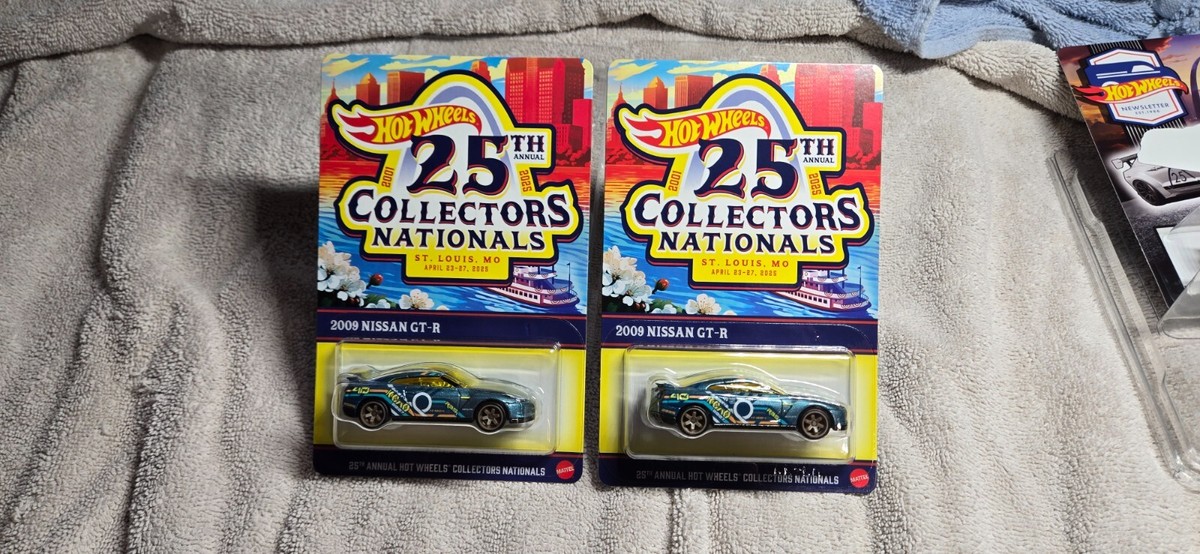 HOT WHEELS
25TH
ANNUAL
2001
2025
COLLECTORS
NATIONALS
ST. LOUIS, MO
APRIL 23-27, 2025
2009 NISSAN GT-R
25TH ANNUAL HOT WHEELS COLLECTORS NATIONALS
MATTEL
HOT WHEELS
25TH
ANNUAL
2001
2025
COLLECTORS
NATIONALS
ST. LOUIS, MO
APRIL 23-27, 2025
2009 NISSAN GT-R
25TH ANNUAL HOT WHEELS COLLECTORS NATIONALS
MATTEL
HOT WHEELS
NEWSLETTER
25